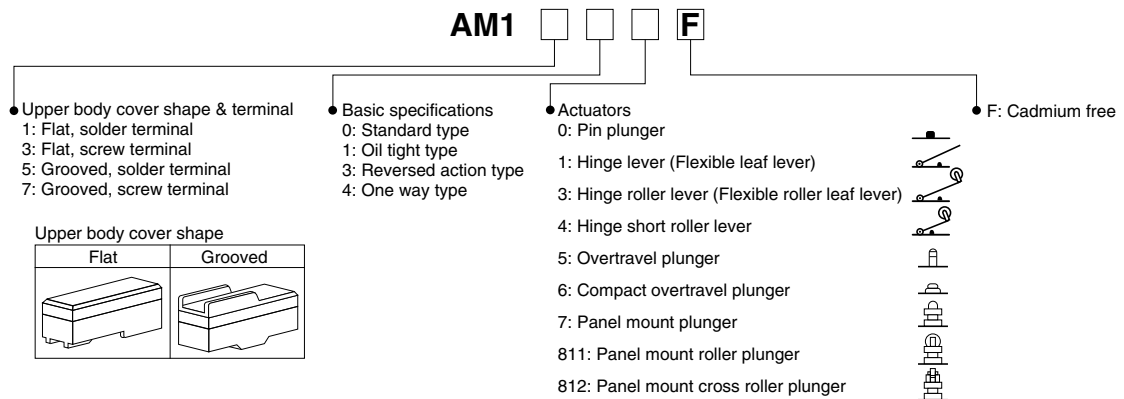 AM1 F
Upper body cover shape & terminal
1: Flat, solder terminal
3: Flat, screw terminal
5: Grooved, solder terminal
7: Grooved, screw terminal
Upper body cover shape
Flat Grooved
Basic specifications
0: Standard type
1: Oil tight type
3: Reversed action type
4: One way type
Actuators
0: Pin plunger
1: Hinge lever (Flexible leaf lever)
3: Hinge roller lever (Flexible roller leaf lever)
4: Hinge short roller lever
5: Overtravel plunger
6: Compact overtravel plunger
7: Panel mount plunger
811: Panel mount roller plunger
812: Panel mount cross roller plunger
F: Cadmium free